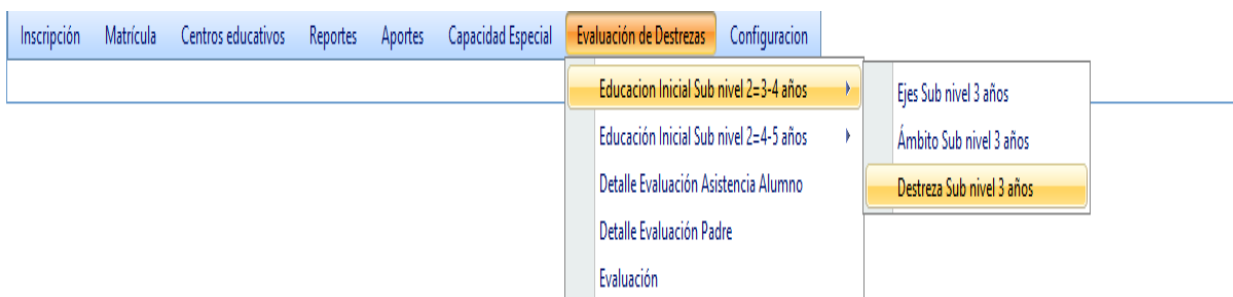 Inscripción Matrícula Centros educativos Reportes Aportes Capacidad Especial Evaluación de Destrezas Configuracion
Educacion Inicial Sub nivel 2=3-4 años
Educación Inicial Sub nivel 2=4-5 años
Detalle Evaluación Asistencia Alumno
Detalle Evaluación Padre
Evaluación
Ejes Sub nivel 3 años
Ámbito Sub nivel 3 años
Destreza Sub nivel 3 años